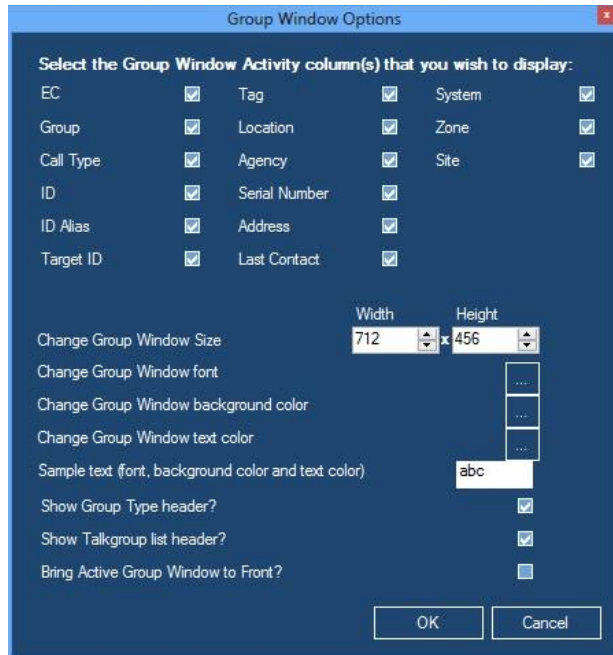 Group Window Options
x
Select the Group Window Activity column(s) that you wish to display:
EC Tag System
Group Location Zone
Call Type Agency Site
ID Serial Number
ID Alias Address
Target ID Last Contact
Width Height
Change Group Window Size 712 x 456
Change Group Window font ...
Change Group Window background color ...
Change Group Window text color ...
Sample text (font, background color and text color) abc
Show Group Type header?
Show Talkgroup list header?
Bring Active Group Window to Front?
OK Cancel